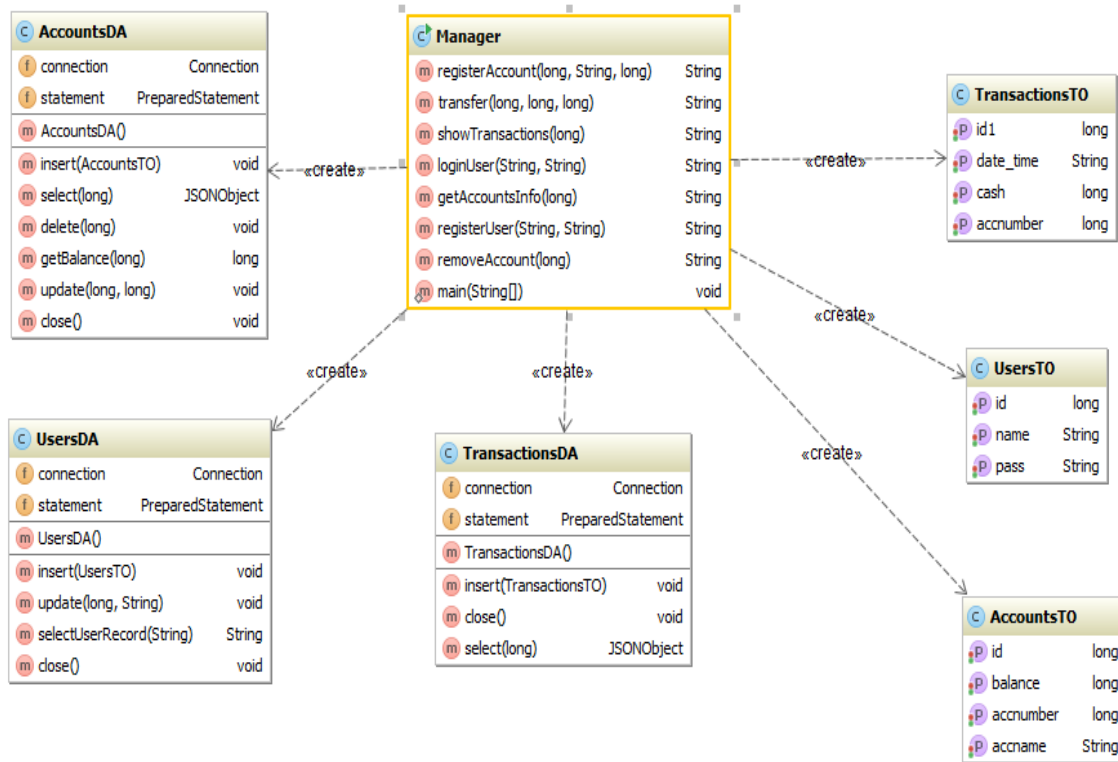 AccountsDA
connection Connection
statement PreparedStatement
AccountsDA()
insert(AccountsTO) void
select(long) JSONObject
delete(long) void
getBalance(long) long
update(long, long) void
close() void
Manager
registerAccount(long, String, long) String
transfer(long, long, long) String
showTransactions(long) String
loginUser(String, String) String
getAccountsInfo(long) String
registerUser(String, String) String
removeAccount(long) String
main(String[]) void
TransactionsTO
id1 long
date_time String
cash long
accnumber long
«create»
«create»
«create»
«create»
«create»
«create»
UsersTO
id long
name String
pass String
UsersDA
connection Connection
statement PreparedStatement
UsersDA()
insert(UsersTO) void
update(long, String) void
selectUserRecord(String) String
close() void
TransactionsDA
connection Connection
statement PreparedStatement
TransactionsDA()
insert(TransactionsTO) void
close() void
select(long) JSONObject
AccountsTO
id long
balance long
accnumber long
accname String